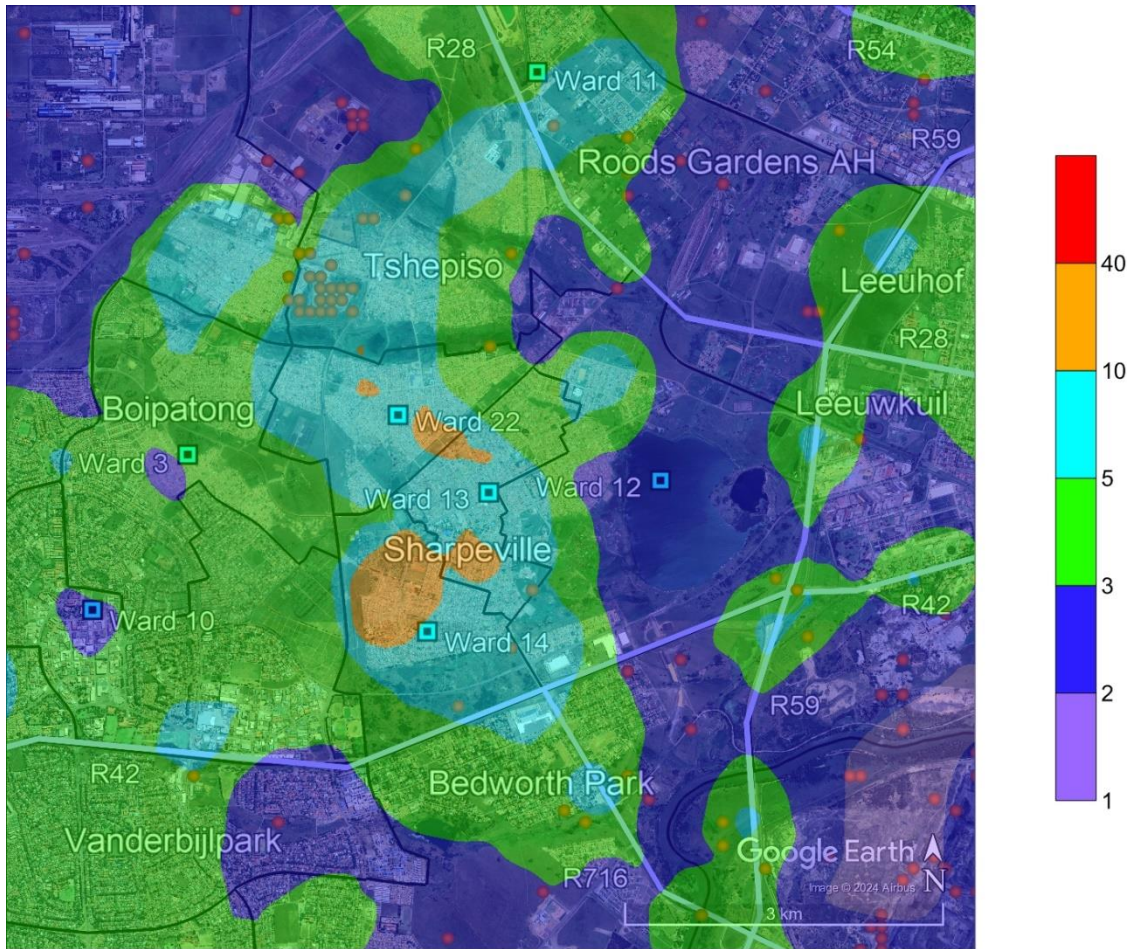 R28
Ward 11
R54
R59
Roods Gardens AH
Tshepiso
Leeuhof
R28
Boipatong
Leeuwkuil
Ward 22
Ward 3
Ward 13
Ward 12
Sharpeville
R42
Ward 10
Ward 14
R59
R42
Bedworth Park
Vanderbijlpark
Google Earth
R716
Image © 2024 Airbus
N
3 km
40
10
5
3
2
1